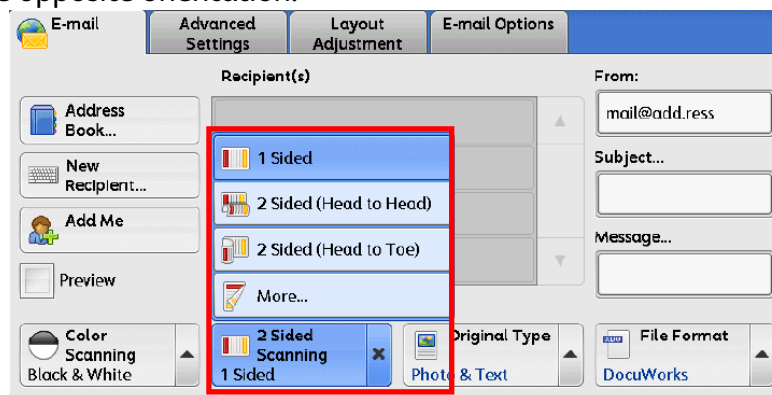 opposite orientation.
E-mail
Advanced
Settings
Layout
Adjustment
E-mail Options
Recipient(s)
From:
Address
Book...
mail@add.ress
1 Sided
Subject...
New
Recipient...
2 Sided (Head to Head)
Add Me
2 Sided (Head to Toe)
Message...
Preview
More...
Color
Scanning
Black & White
2 Sided
Scanning
1 Sided
Original Type
Photo & Text
File Format
DocuWorks